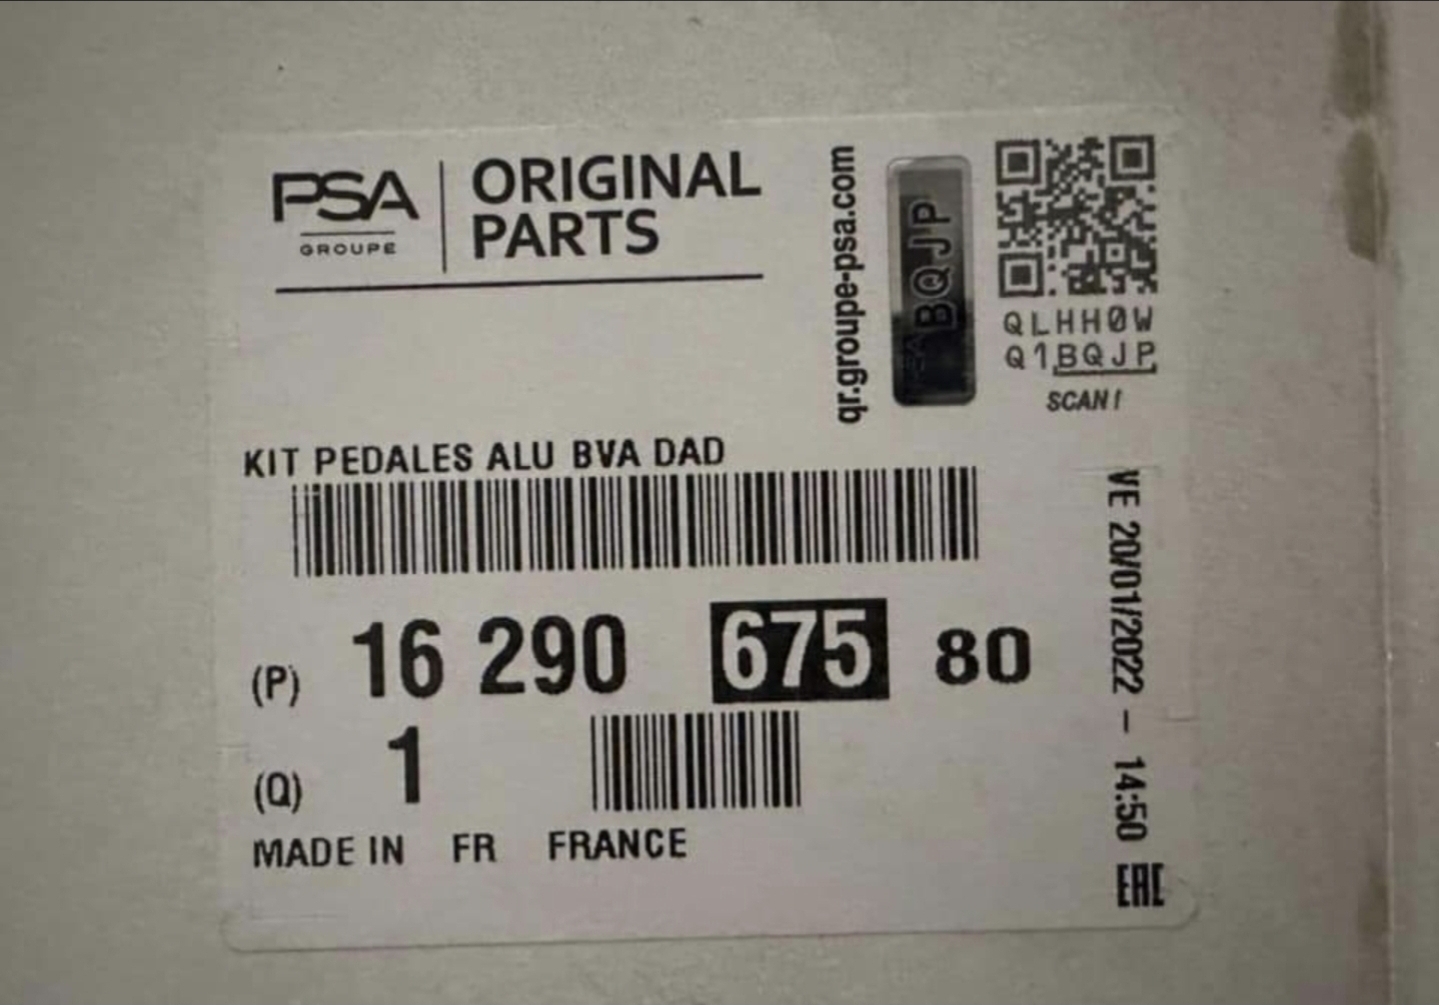 PSA
GROUPE
ORIGINAL
PARTS
qr.groupe-psa.com
BQJP
QLHH0W
Q1BQJP
SCAN!
KIT PEDALES ALU BVA DAD
(P) 16 290 675 80
(Q) 1
MADE IN FR FRANCE
VE 20/01/2022 - 14:50
EAC